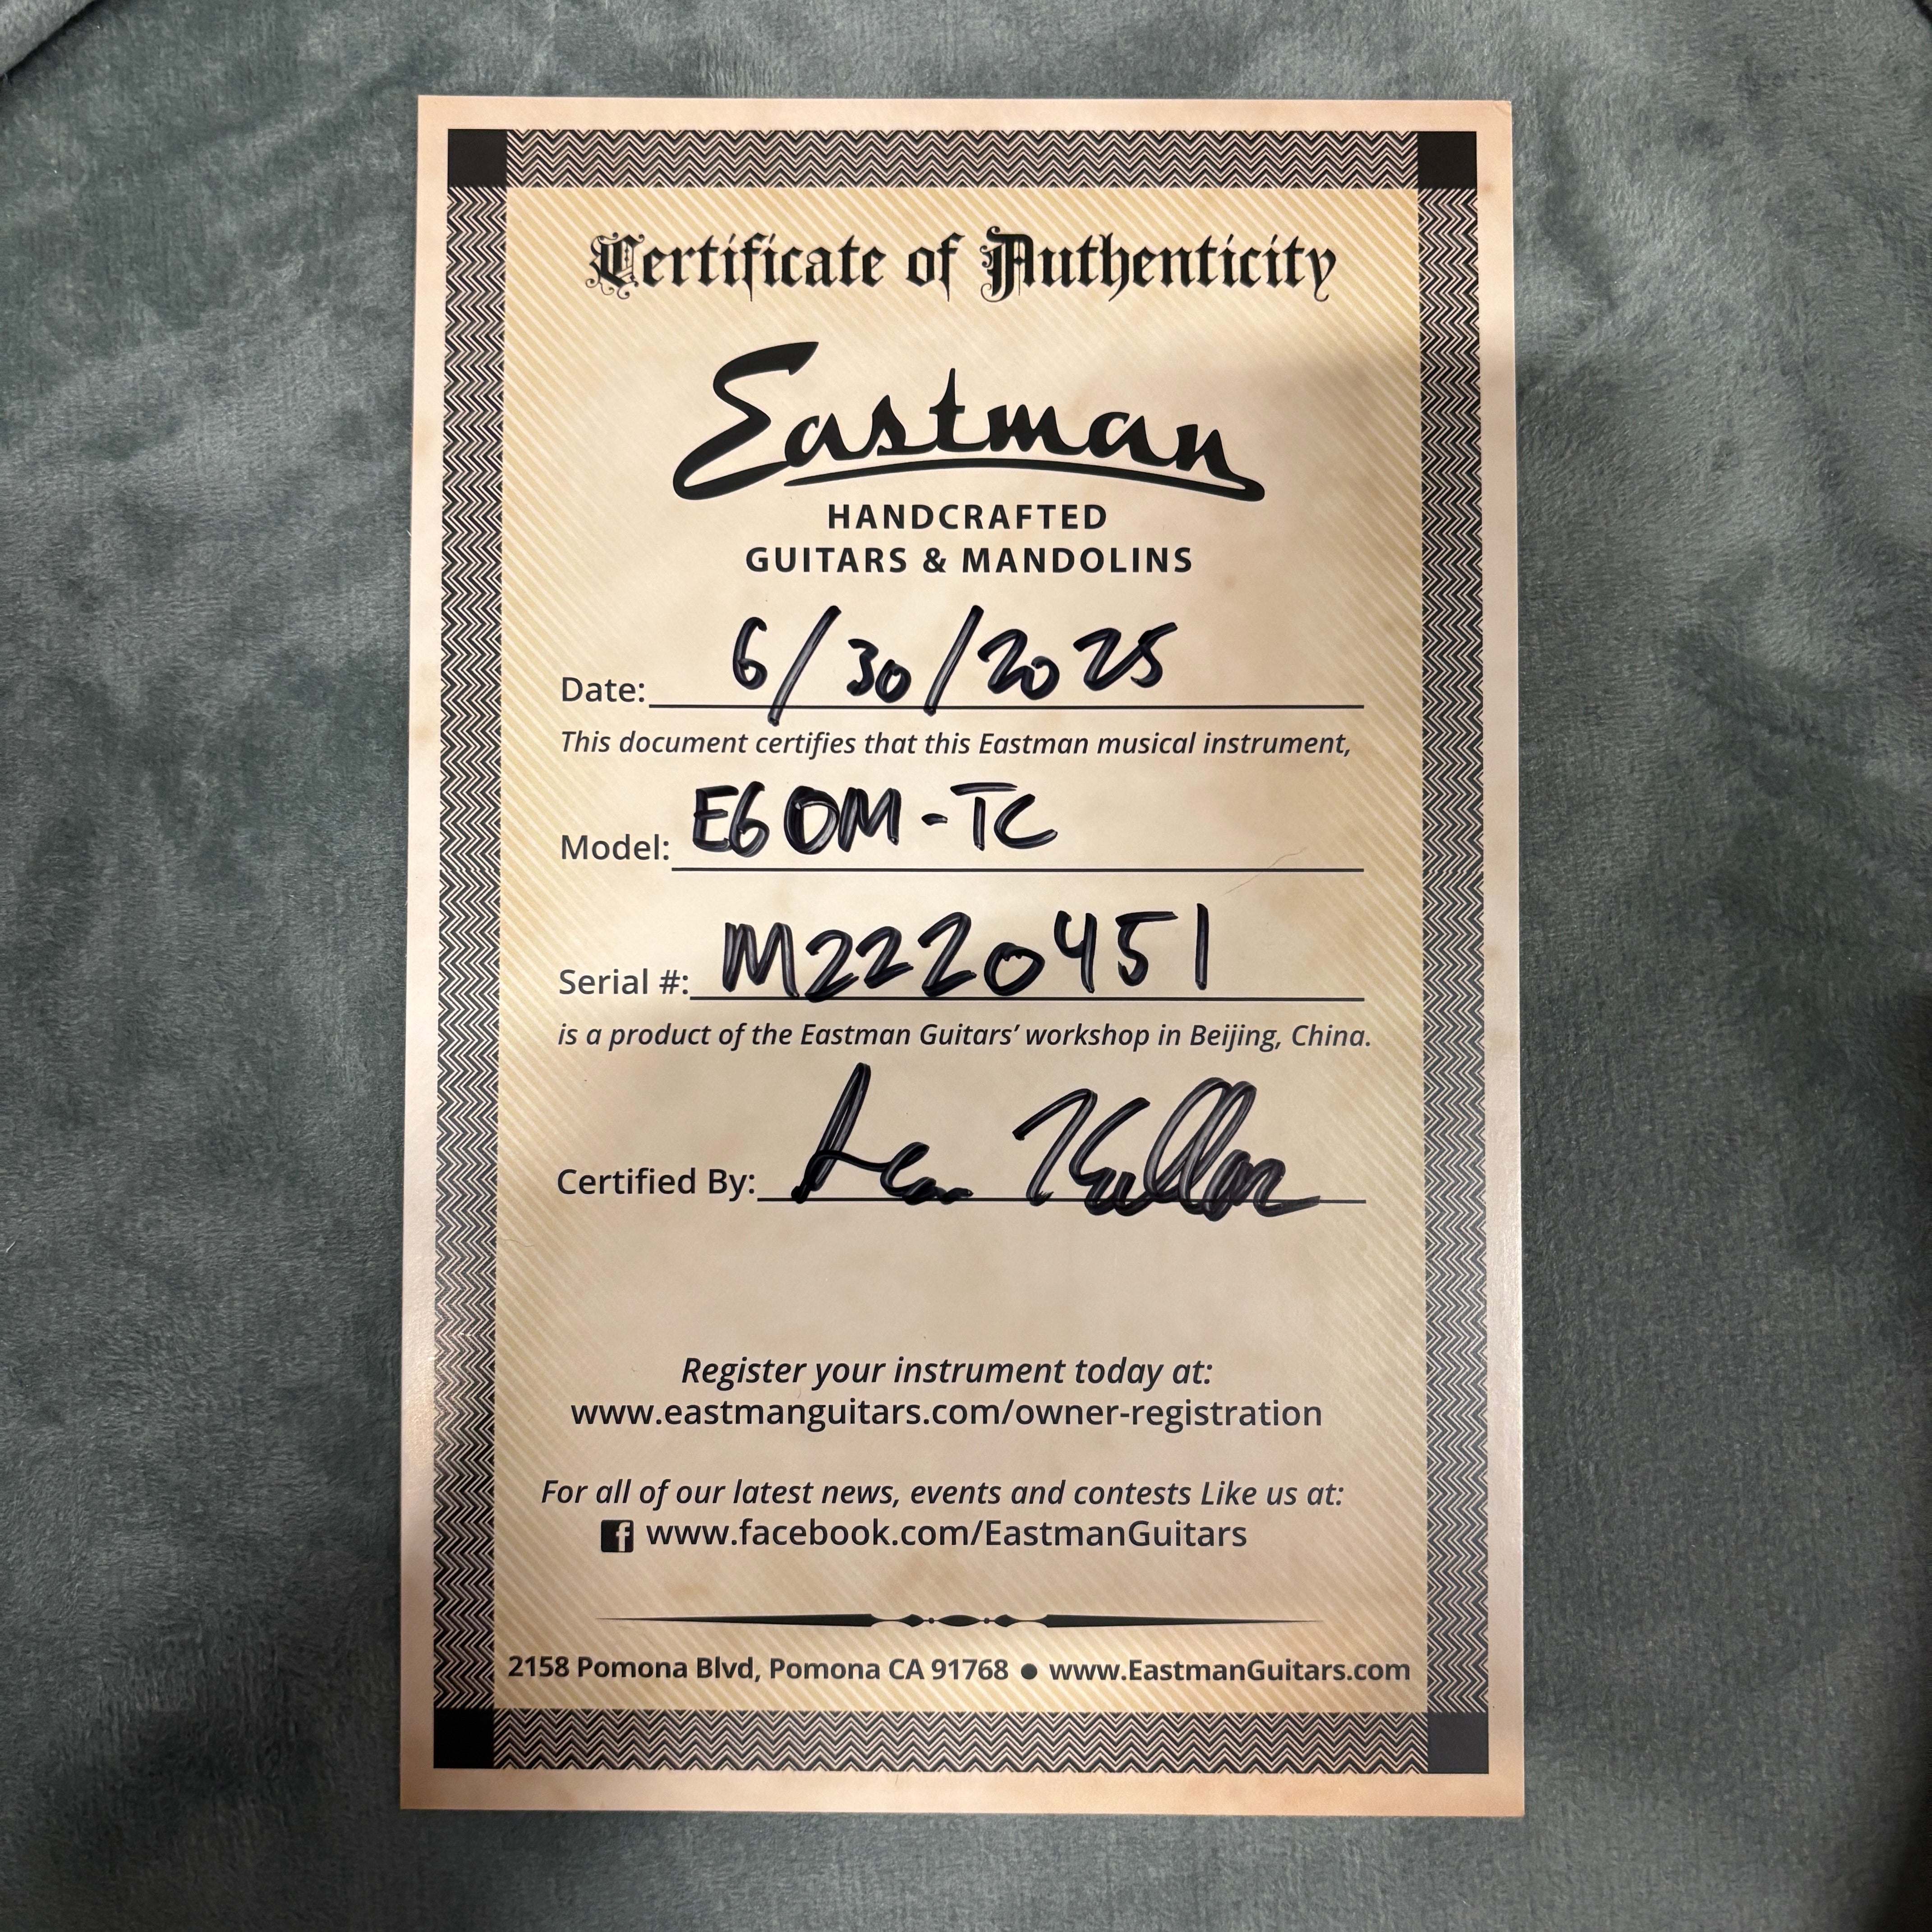 Certificate of Authenticity
Eastman
HANDCRAFTED
GUITARS & MANDOLINS
Date: 6/30/2025
This document certifies that this Eastman musical instrument,
Model: E6OM-TC
Serial #: M2220451
is a product of the Eastman Guitars’ workshop in Beijing, China.
Certified By:
Register your instrument today at:
www.eastmanguitars.com/owner-registration
For all of our latest news, events and contests Like us at:
f www.facebook.com/EastmanGuitars
2158 Pomona Blvd, Pomona CA 91768 ● www.EastmanGuitars.com